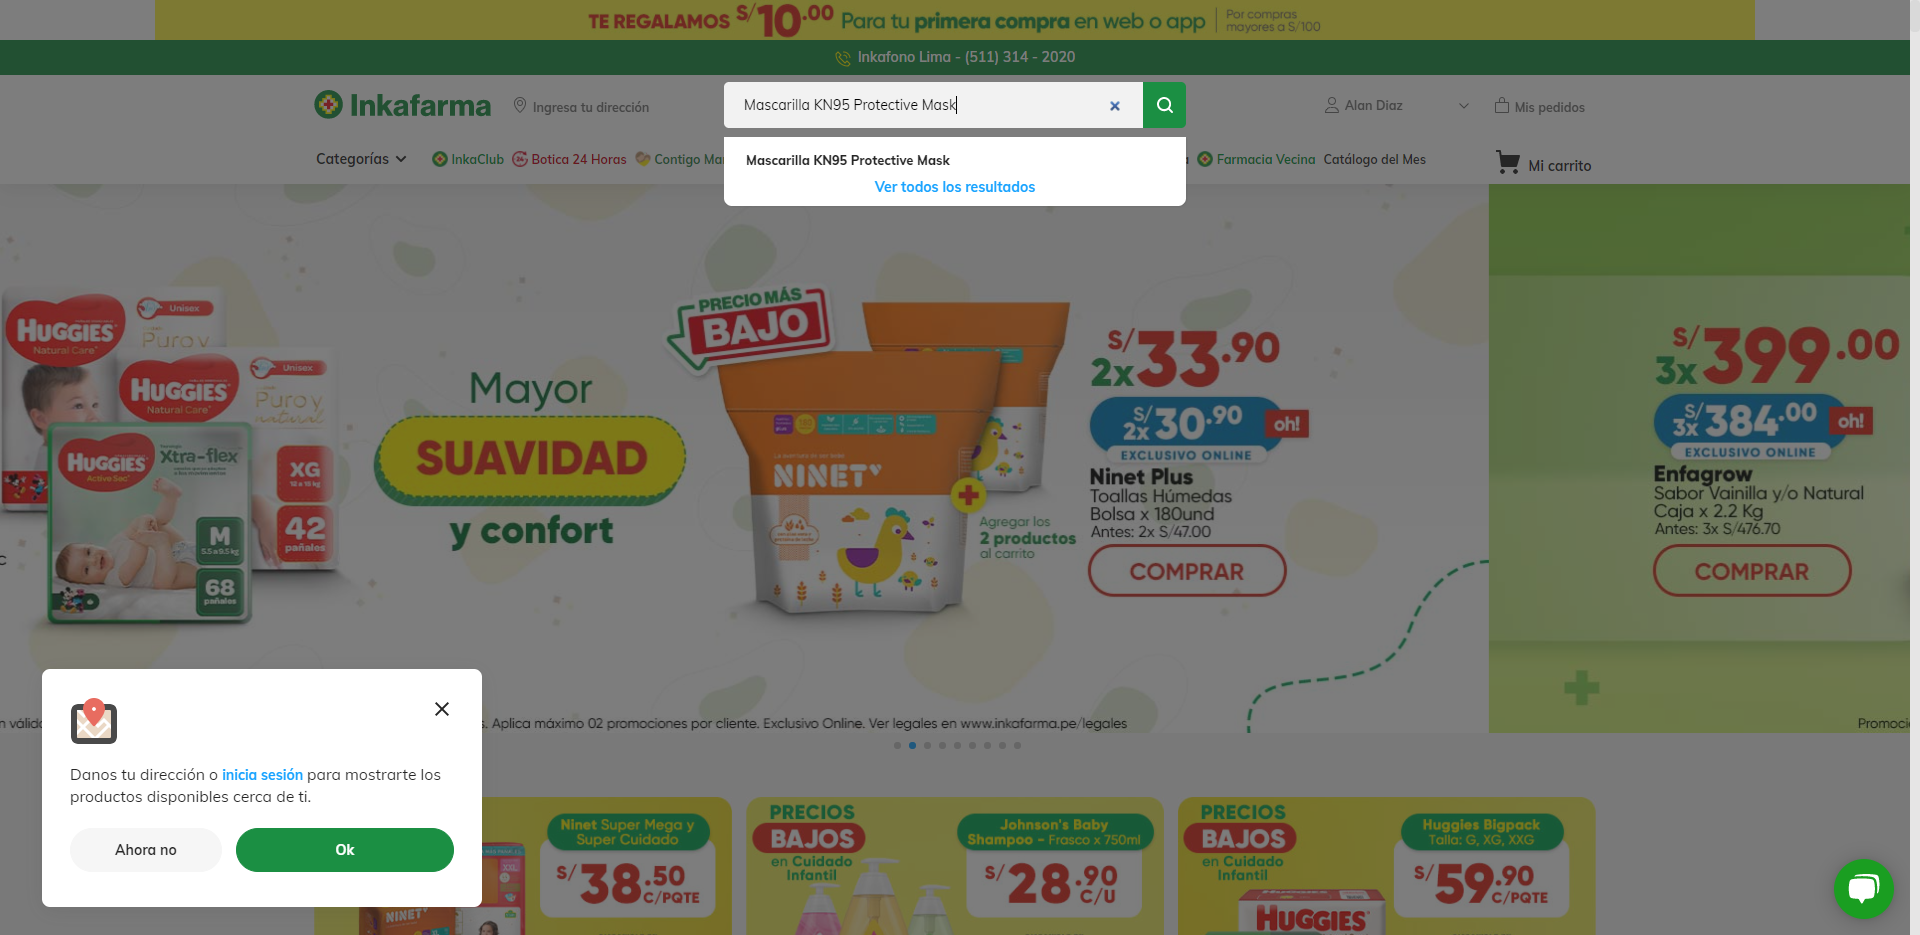 TE REGALAMOS S/10.00 Para tu primera compra en web o app Por compras mayores a S/100
Inkafono Lima - (511) 314 - 2020
Inkafarma
Ingresa tu dirección
Mascarilla KN95 Protective Mask
Alan Diaz
Mis pedidos
Categorías
InkaClub
24 Botica 24 Horas
Contigo Ma
Farmacia Vecina
Catálogo del Mes
Mi carrito
Mascarilla KN95 Protective Mask
Ver todos los resultados
HUGGIES
Natural Care
Unisex
Puro y
HUGGIES
Natural Care
Unisex
Puro y
natural
HUGGIES
Active Sec
Xtra-flex
XG
M
5.5 a 9.5 kg
42
pañales
68
pañales
Mayor
SUAVIDAD
y confort
PRECIO MÁS
BAJO
NINET
Agregar los
2 productos
al carrito
2x S/33.90
2x S/30.90 oh!
EXCLUSIVO ONLINE
Ninet Plus
Toallas Húmedas
Bolsa x 180und
Antes: 2x S/47.00
COMPRAR
3x S/399.00
3x S/384.00 oh!
EXCLUSIVO ONLINE
Enfagrow
Sabor Vainilla y/o Natural
Caja x 2.2 Kg
Antes: 3x S/476.70
COMPRAR
n válid
s. Aplica máximo 02 promociones por cliente. Exclusivo Online. Ver legales en www.inkafarma.pe/legales
Promoci
Danos tu dirección o inicia sesión para mostrarte los
productos disponibles cerca de ti.
Ahora no
Ok
Ninet Super Mega y
Super Cuidado
S/38.50
C/PQTE
XXL
NINET
PRECIOS
BAJOS
en Cuidado
Infantil
Johnson's Baby
Shampoo - Frasco x 750ml
S/28.90
C/U
PRECIOS
BAJOS
en Cuidado
Infantil
Huggies Bigpack
Talla: G, XG, XXG
S/59.90
C/PQTE
HUGGIES